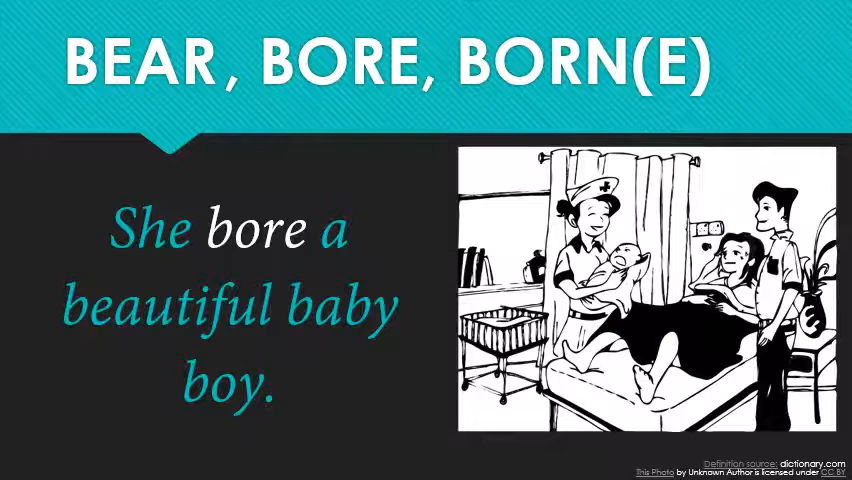 BEAR, BORE, BORN(E)
She bore a
beautiful baby
boy.
Definition source: dictionary.com
This Photo by Unknown Author is licensed under CC BY